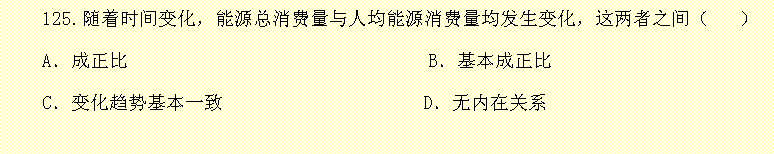 125.随着时间变化，能源总消费量与人均能源消费量均发生变化，这两者之间（　　）
A．成正比　　B．基本成正比
C．变化趋势基本一致　　D．无内在关系